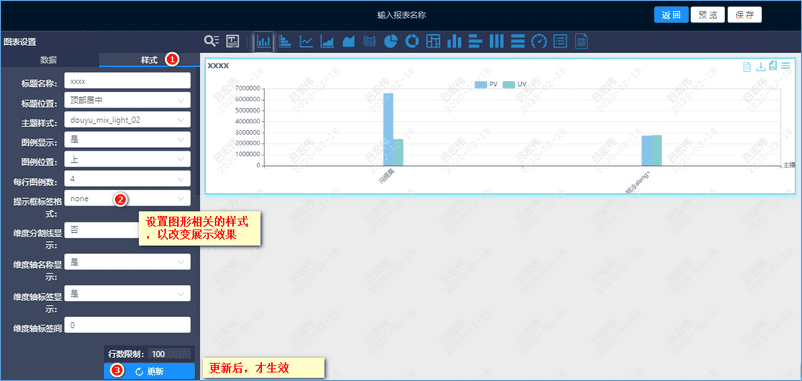 输入报表名称
返 回
预 览
保 存
图表设置
数据
样式
1
标题名称：
xxxx
标题位置：
顶部居中
主题样式：
douyu_mix_light_02
图例显示：
是
图例位置：
上
每行图例数：
4
提示框标签格式：
none
2
维度分割线显示：
否
维度轴名称显示：
是
维度轴标签显示：
是
维度轴标签间
0
行数限制：
100
3
更新
设置图形相关的样式
，以改变展示效果
更新后，才生效
xxxx
PV
UV
7000000
6000000
5000000
4000000
3000000
2000000
1000000
0
冯提莫
主播